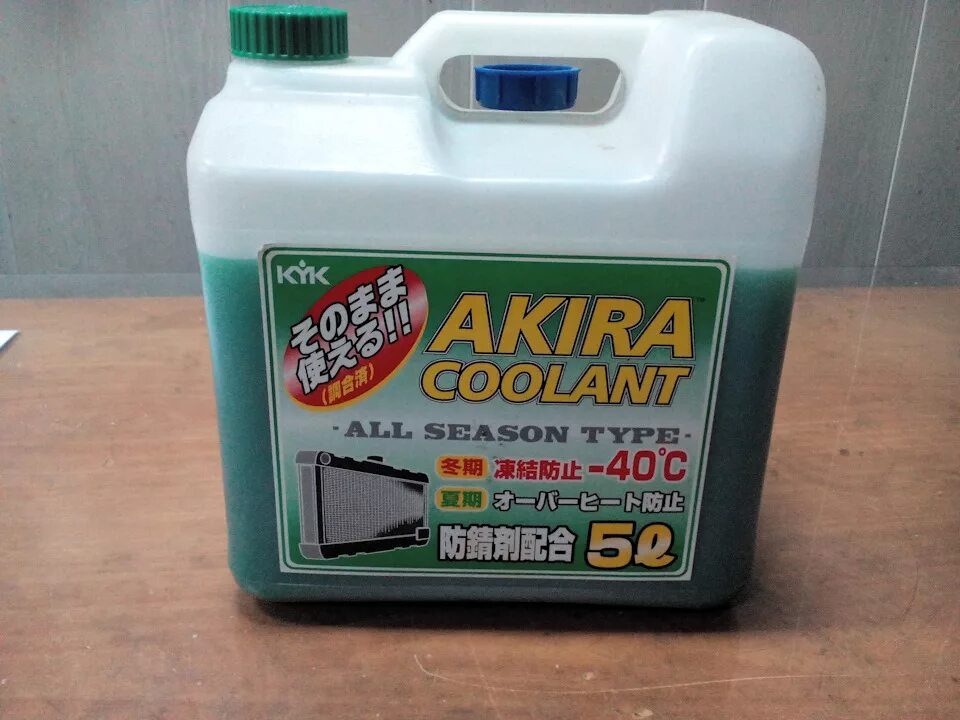 KYK
そのまま
使える!!
(調合済)
AKIRA™
COOLANT
-ALL SEASON TYPE-
冬期 凍結防止 -40℃
夏期 オーバーヒート防止
防錆剤配合 5ℓ